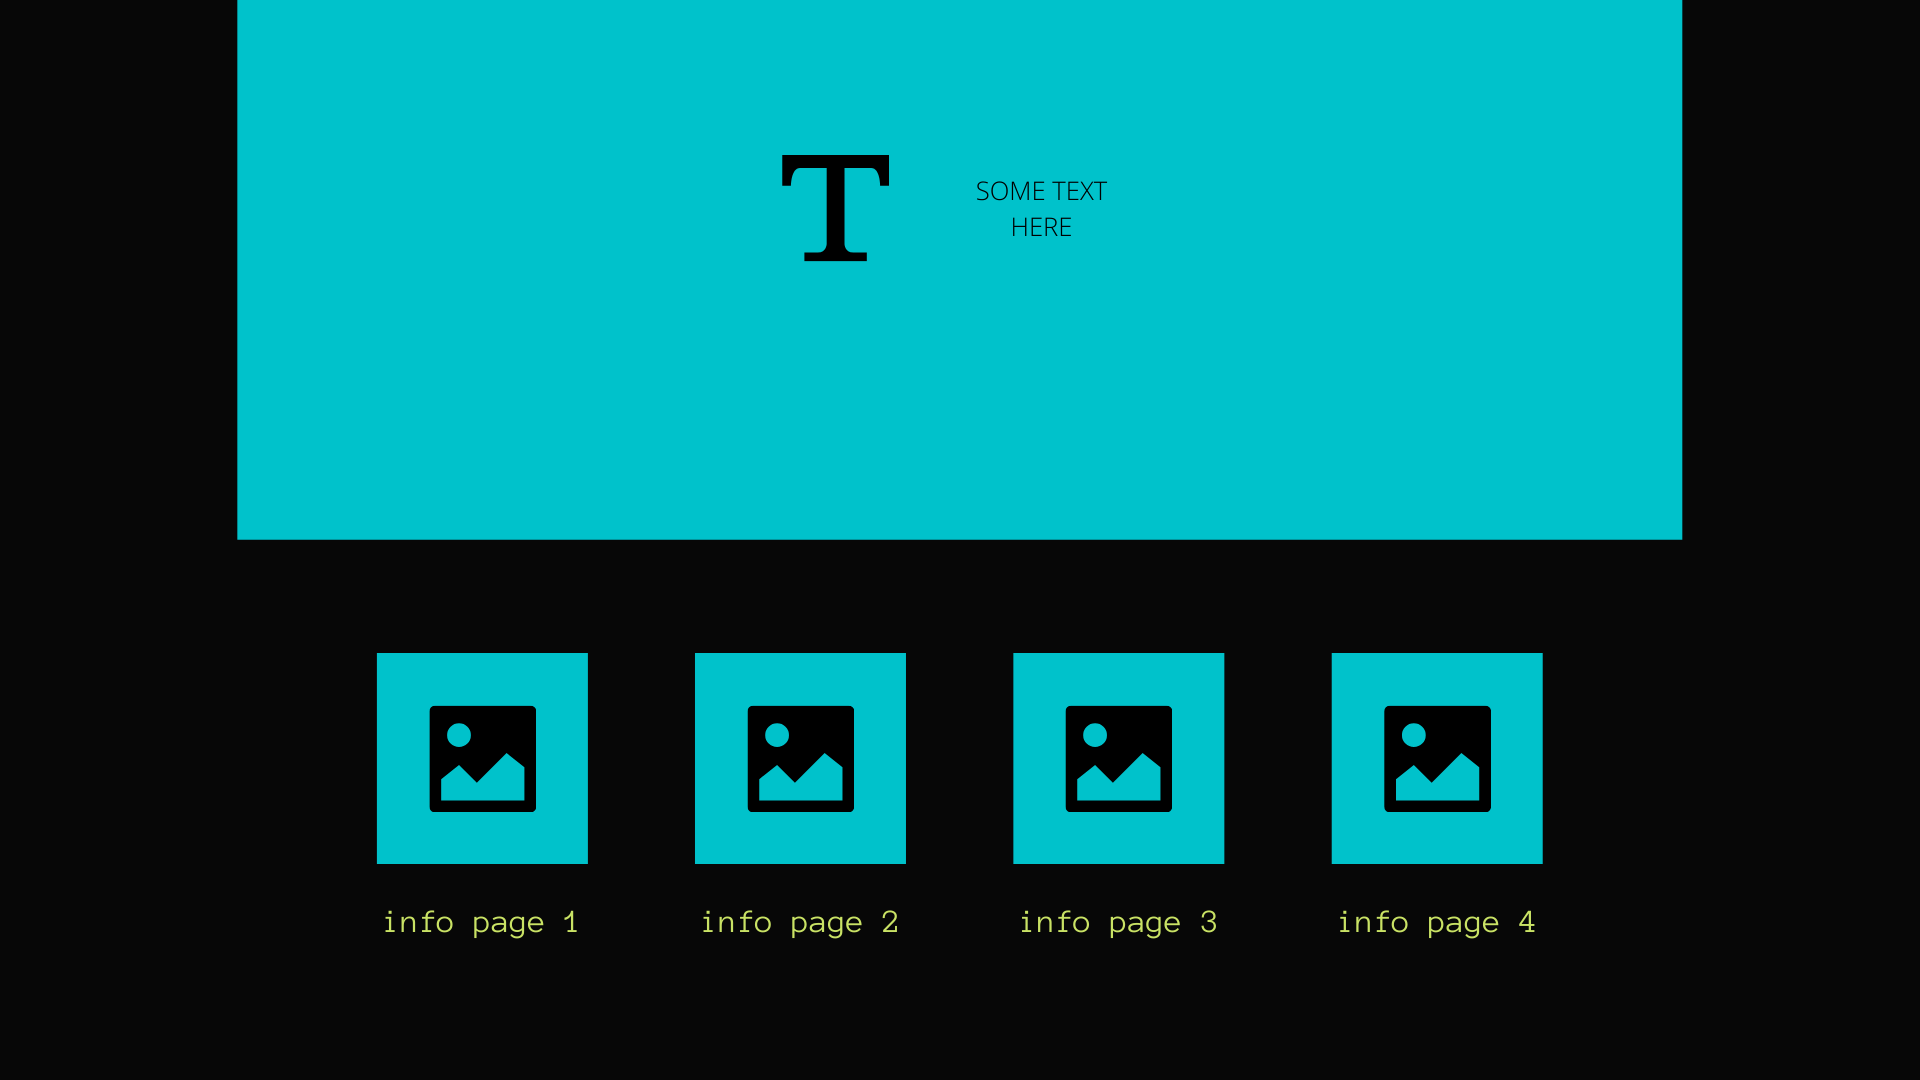 T
SOME TEXT
HERE
info page 1
info page 2
info page 3
info page 4